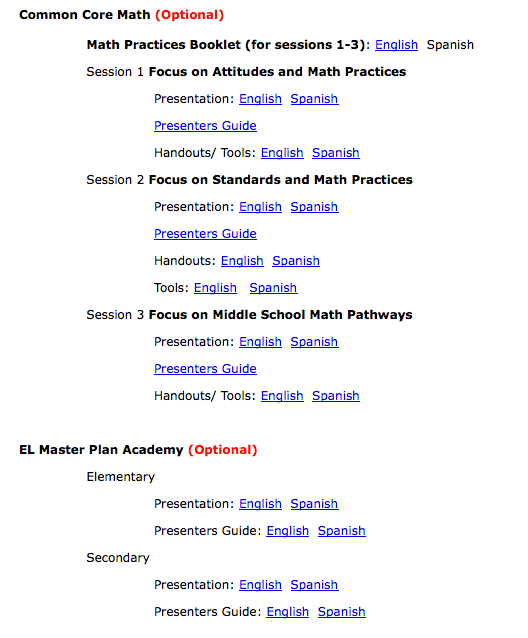 Common Core Math (Optional)
Math Practices Booklet (for sessions 1-3): English Spanish
Session 1 Focus on Attitudes and Math Practices
Presentation: English Spanish
Presenters Guide
Handouts/ Tools: English Spanish
Session 2 Focus on Standards and Math Practices
Presentation: English Spanish
Presenters Guide
Handouts: English Spanish
Tools: English Spanish
Session 3 Focus on Middle School Math Pathways
Presentation: English Spanish
Presenters Guide
Handouts/ Tools: English Spanish
EL Master Plan Academy (Optional)
Elementary
Presentation: English Spanish
Presenters Guide: English Spanish
Secondary
Presentation: English Spanish
Presenters Guide: English Spanish